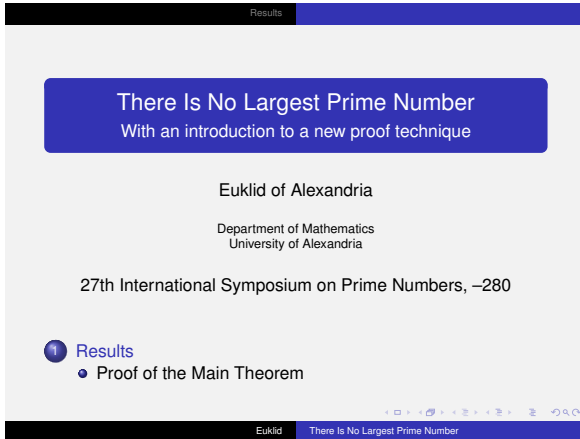 Results
There Is No Largest Prime Number
With an introduction to a new proof technique
Euklid of Alexandria
Department of Mathematics
University of Alexandria
27th International Symposium on Prime Numbers, –280
1 Results
Proof of the Main Theorem
Euklid There Is No Largest Prime Number